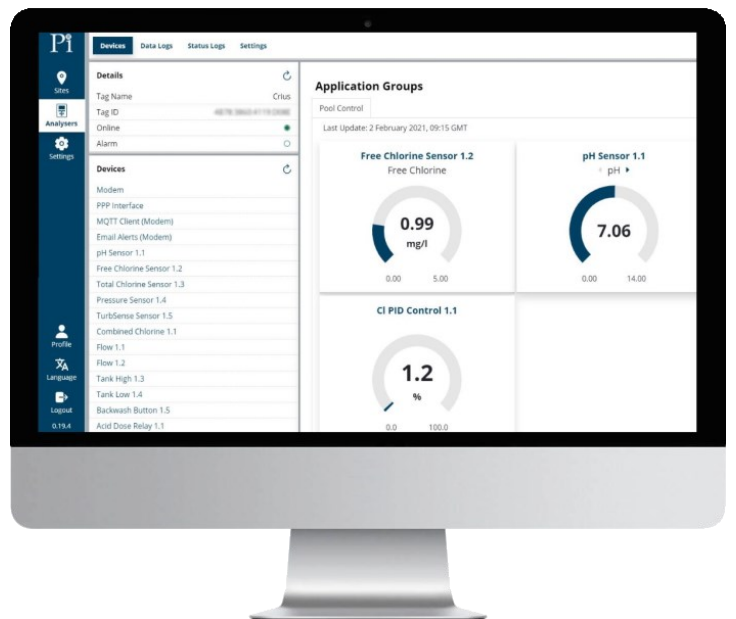 Pi
Sites
Analysers
Settings
Profile
Language
Logout
0.19.4
Devices Data Logs Status Logs Settings
Details
Tag Name Crius
Tag ID
Online
Alarm
Devices
Modem
PPP Interface
MQTT Client (Modem)
Email Alerts (Modem)
pH Sensor 1.1
Free Chlorine Sensor 1.2
Total Chlorine Sensor 1.3
Pressure Sensor 1.4
TurbSense Sensor 1.5
Combined Chlorine 1.1
Flow 1.1
Flow 1.2
Tank High 1.3
Tank Low 1.4
Backwash Button 1.5
Acid Dose Relay 1.1
Application Groups
Pool Control
Last Update: 2 February 2021, 09:15 GMT
Free Chlorine Sensor 1.2
Free Chlorine
0.99
mg/l
0.00 5.00
pH Sensor 1.1
pH
7.06
0.00 14.00
Cl PID Control 1.1
1.2
%
0.0 100.0